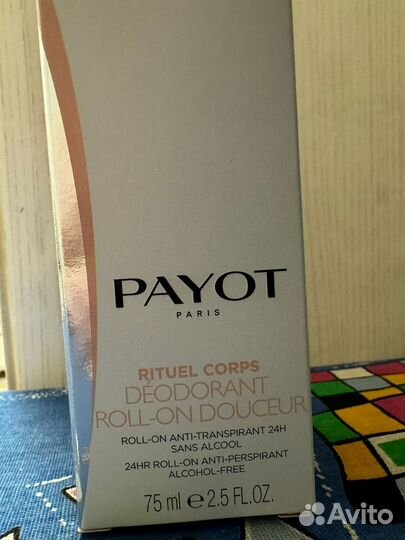 PAYOT
PARIS
RITUEL CORPS
DÉODORANT
ROLL-ON DOUCEUR
ROLL-ON ANTI-TRANSPIRANT 24H
SANS ALCOOL
24HR ROLL-ON ANTI-PERSPIRANT
ALCOHOL-FREE
75 ml e 2.5 FL.OZ.
Avito